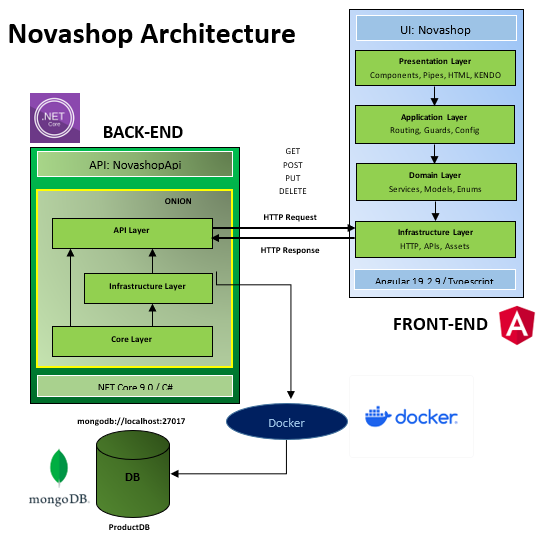 Novashop Architecture
UI: Novashop
Presentation Layer
Components, Pipes, HTML, KENDO
Application Layer
Routing, Guards, Config
Domain Layer
Services, Models, Enums
Infrastructure Layer
HTTP, APIs, Assets
Angular 19.2.9 / Typescript
FRONT-END
.NET
Core
BACK-END
API: NovashopApi
ONION
API Layer
Infrastructure Layer
Core Layer
.NET Core 9.0 / C#
GET
POST
PUT
DELETE
HTTP Request
HTTP Response
Docker
docker
mongodb://localhost:27017
DB
mongoDB
ProductDB